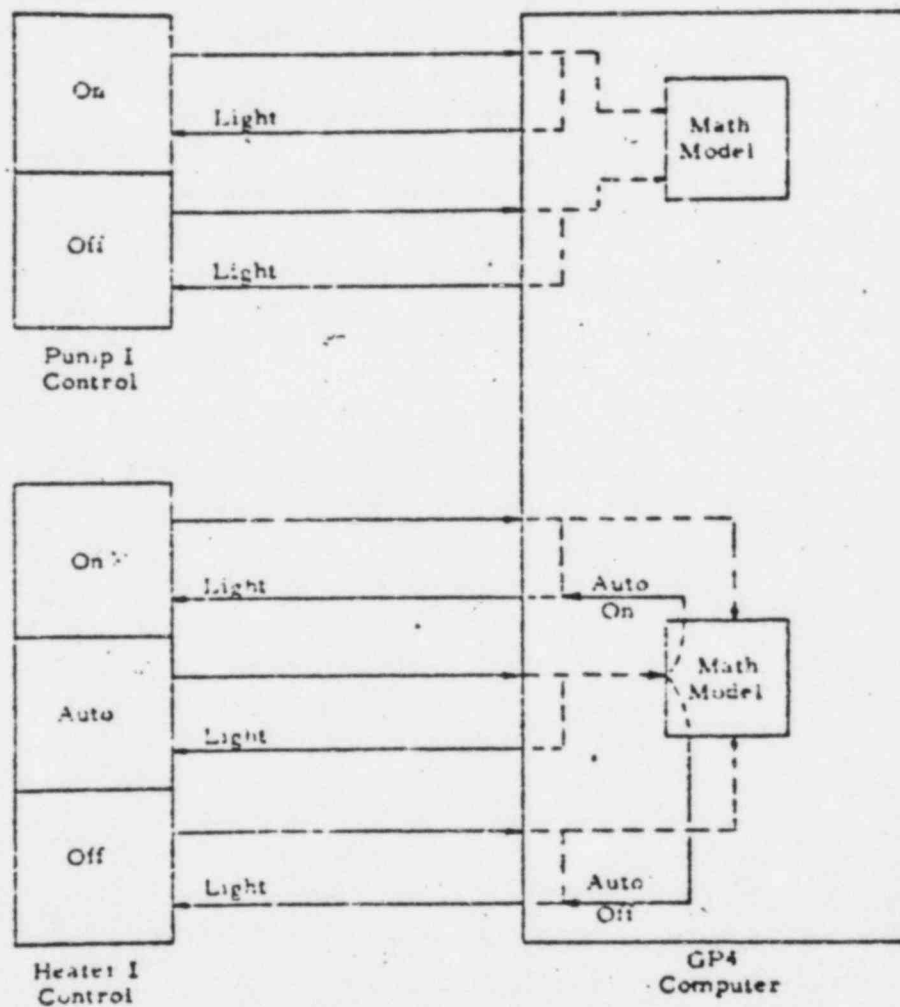 On
Light
Math
Model
Off
Light
Pump I
Control
On
Light
Auto
On
Math
Model
Auto
Light
Off
Light
Auto
Off
Heater I
Control
GP4
Computer